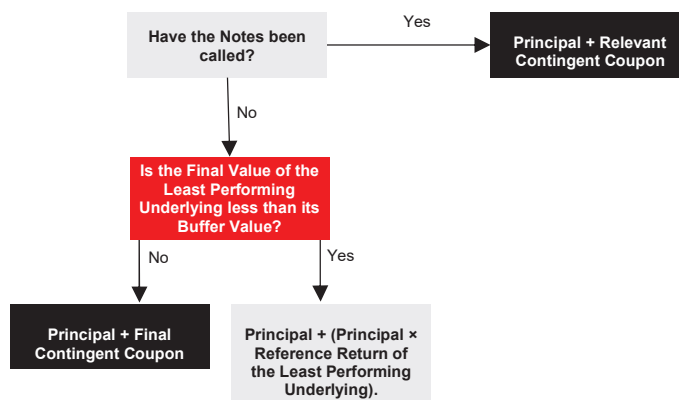 Have the Notes been
called?
Yes
Principal + Relevant
Contingent Coupon
No
Is the Final Value of the
Least Performing
Underlying less than its
Buffer Value?
No
Yes
Principal + Final
Contingent Coupon
Principal + (Principal ×
Reference Return of
the Least Performing
Underlying).